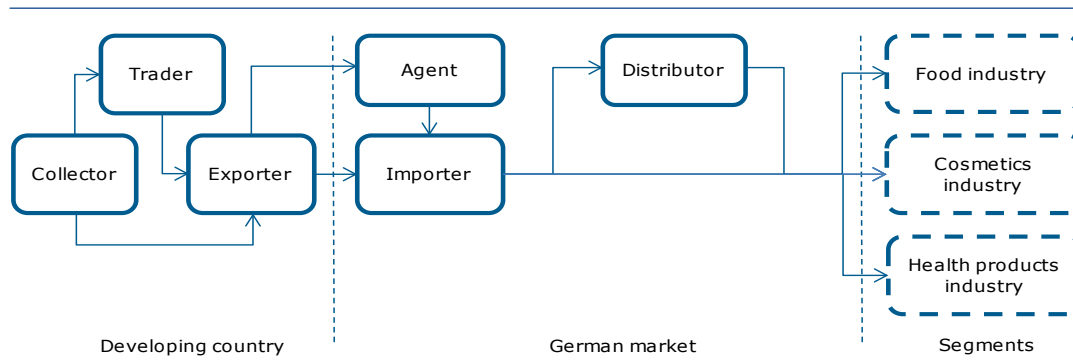 Trader
Agent
Distributor
Food industry
Collector
Exporter
Importer
Cosmetics
industry
Health products
industry
Developing country
German market
Segments